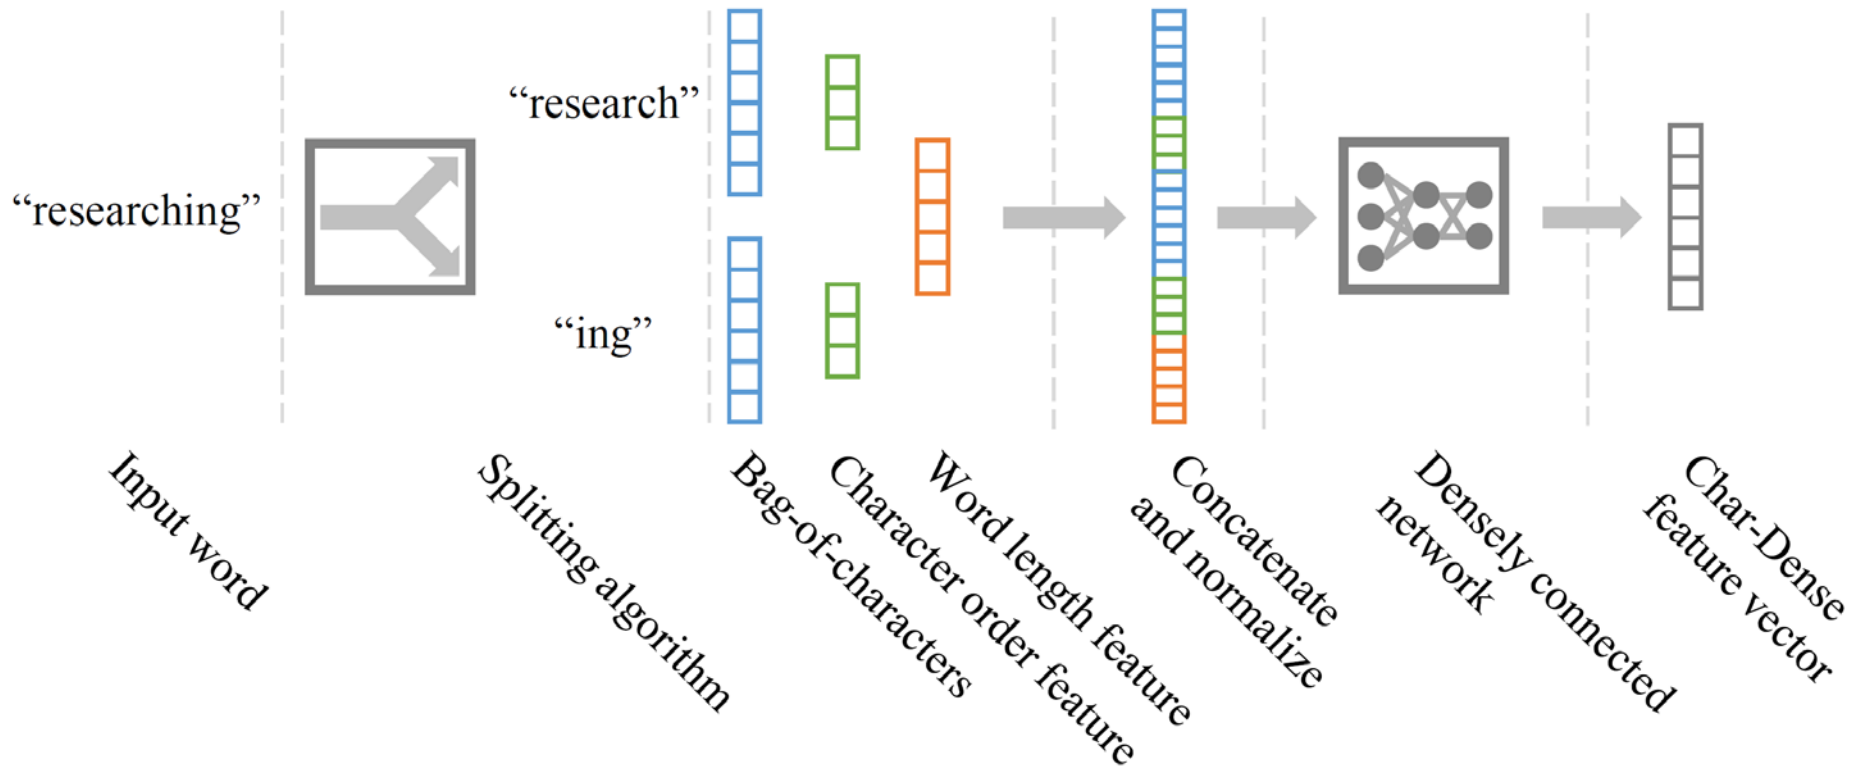 “researching”
“research”
“ing”
Input word
Splitting algorithm
Bag-of-characters
Character order feature
Word length feature
Concatenate
and normalize
Densely connected
network
Char-Dense
feature vector